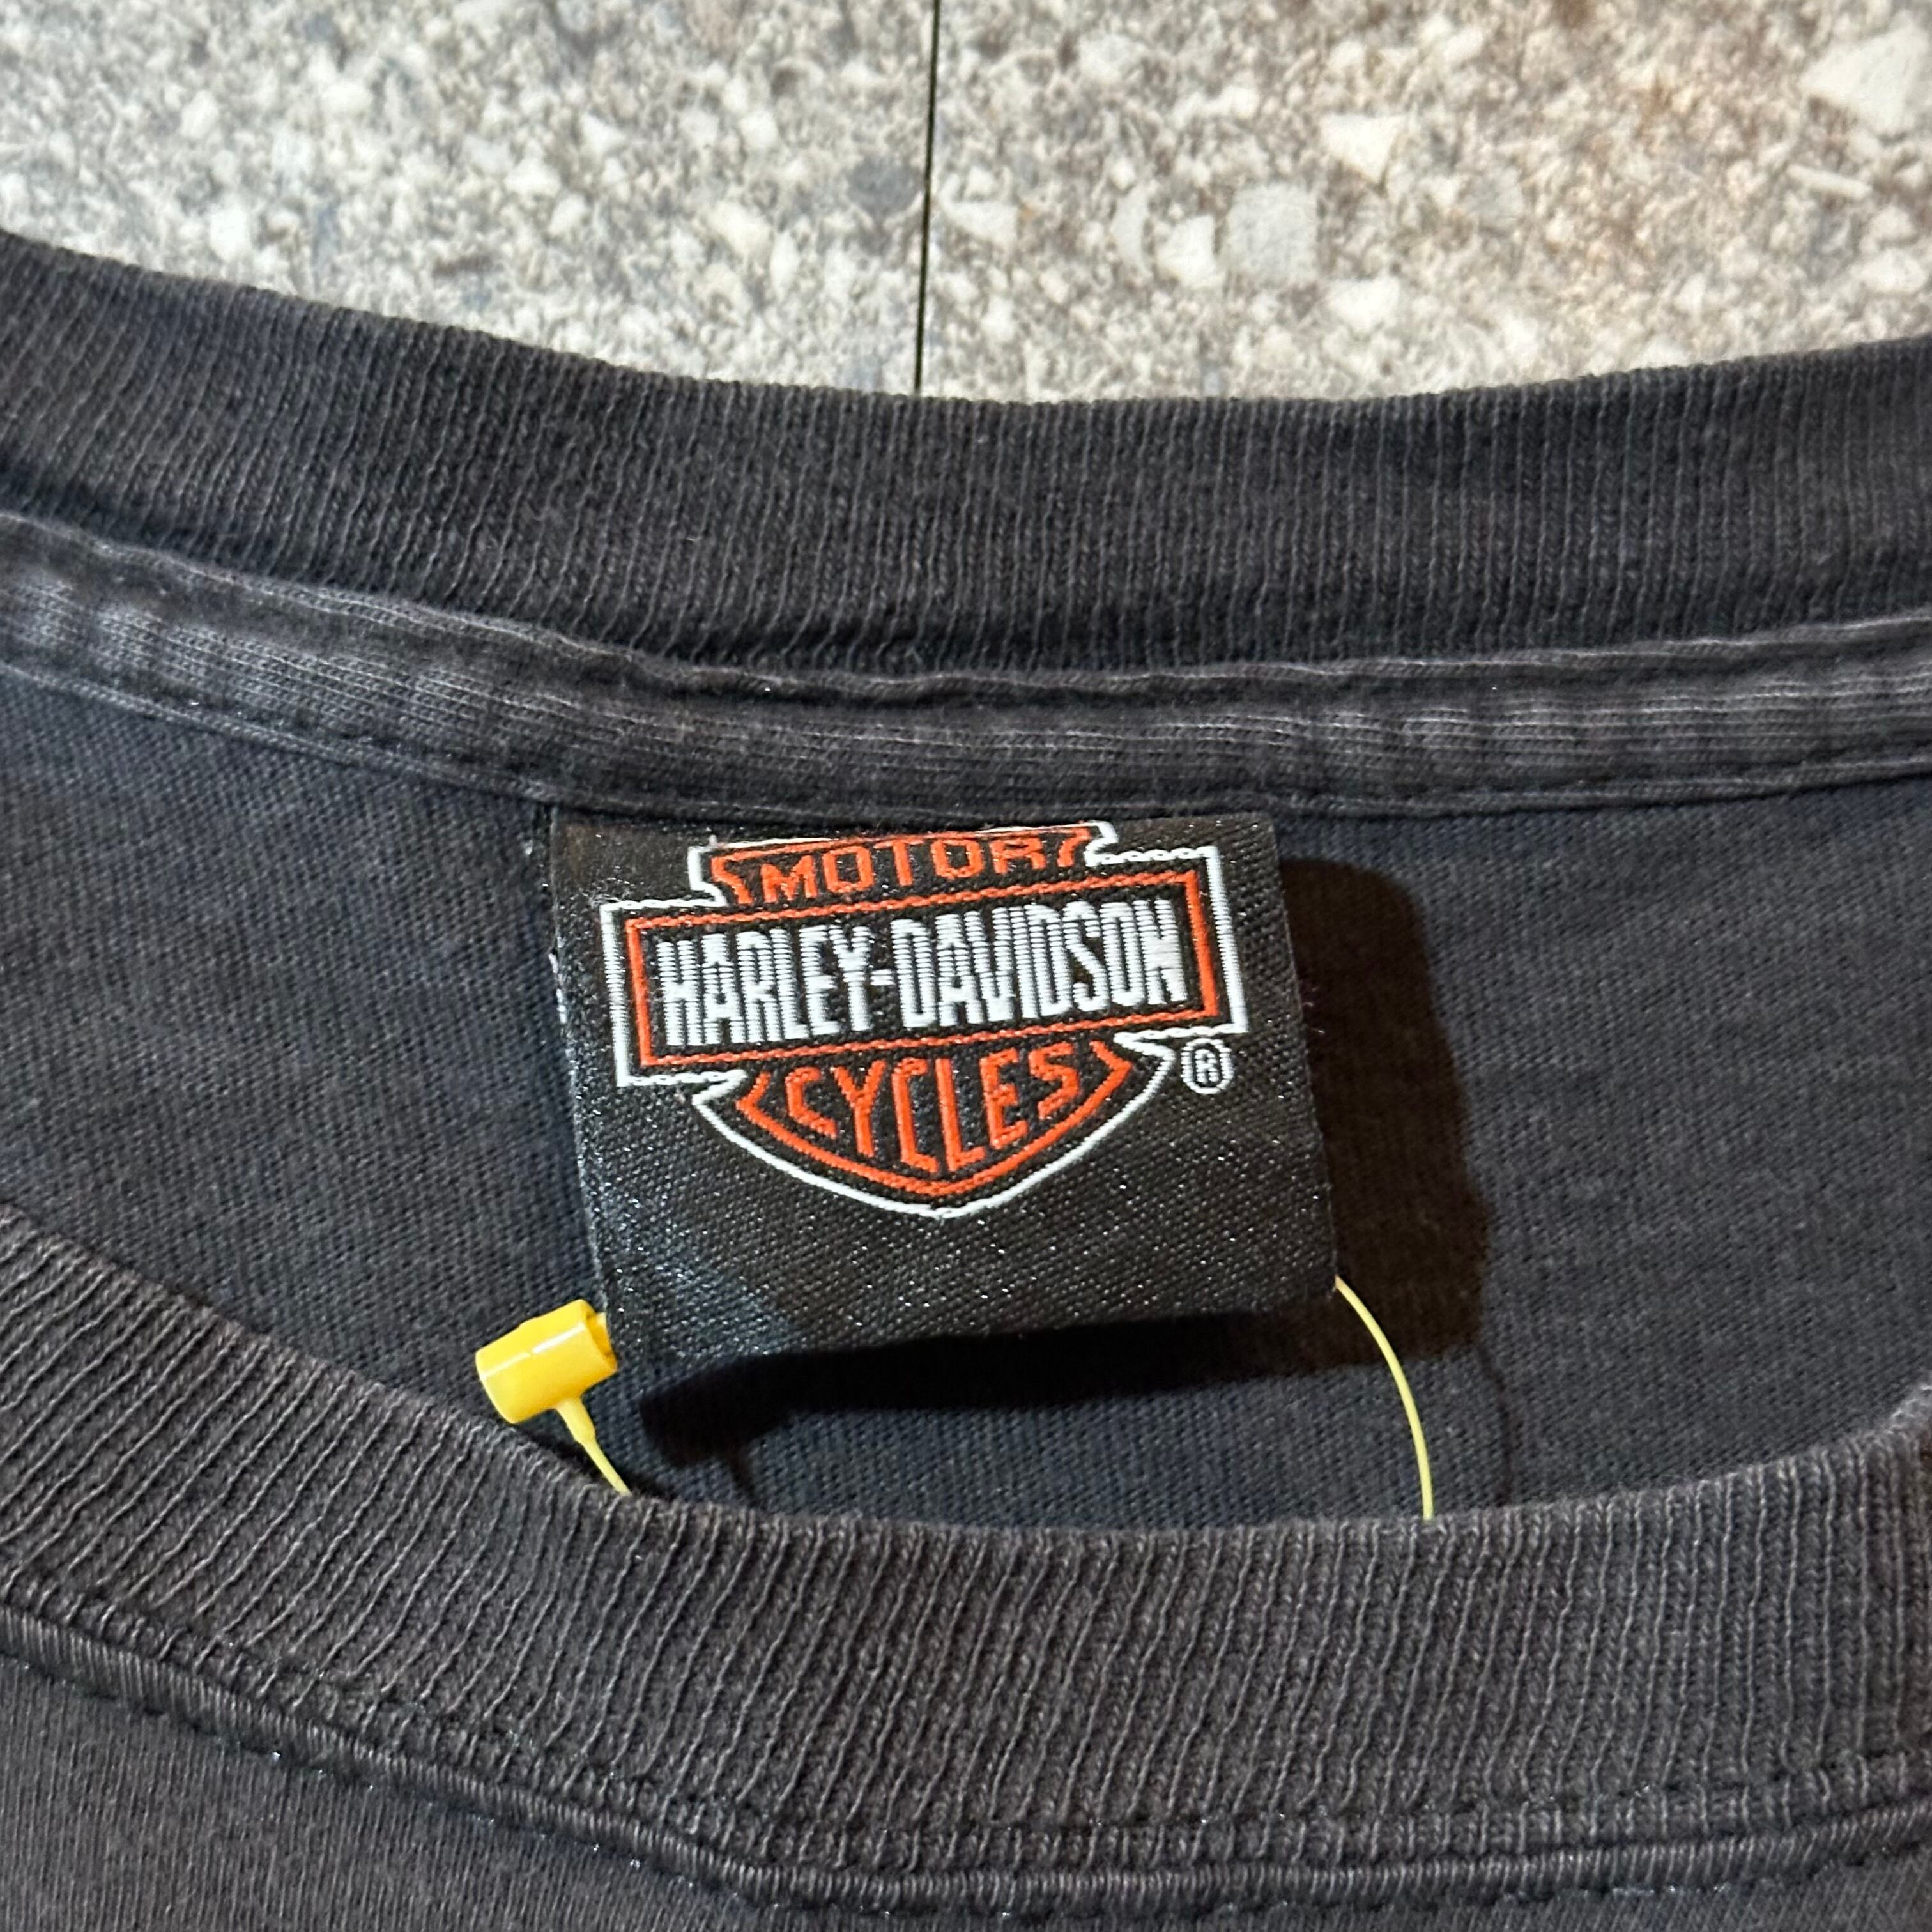 MOTOR
HARLEY-DAVIDSON
CYCLES
®